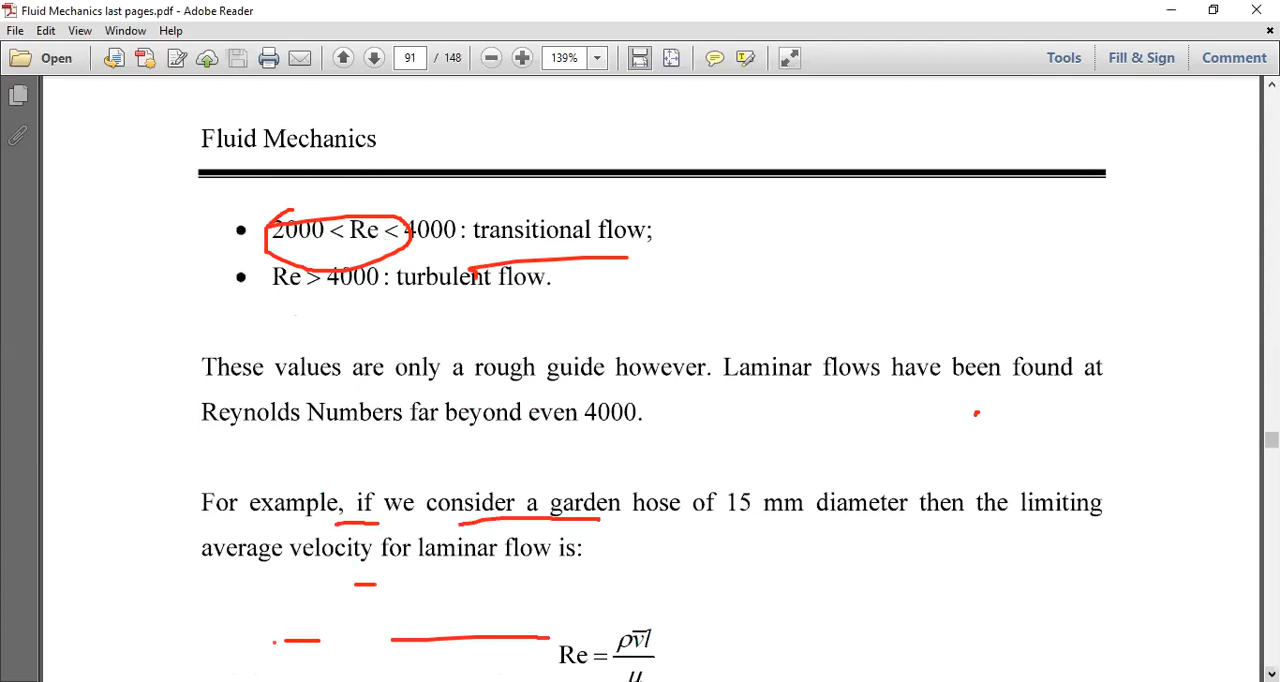 Fluid Mechanics last pages.pdf - Adobe Reader
File Edit View Window Help
Open 91 / 148 139% Tools Fill & Sign Comment
Fluid Mechanics
• 2000 < Re < 4000 : transitional flow;
• Re > 4000 : turbulent flow.
These values are only a rough guide however. Laminar flows have been found at
Reynolds Numbers far beyond even 4000.
For example, if we consider a garden hose of 15 mm diameter then the limiting
average velocity for laminar flow is:
Re = ρv̅l / μ